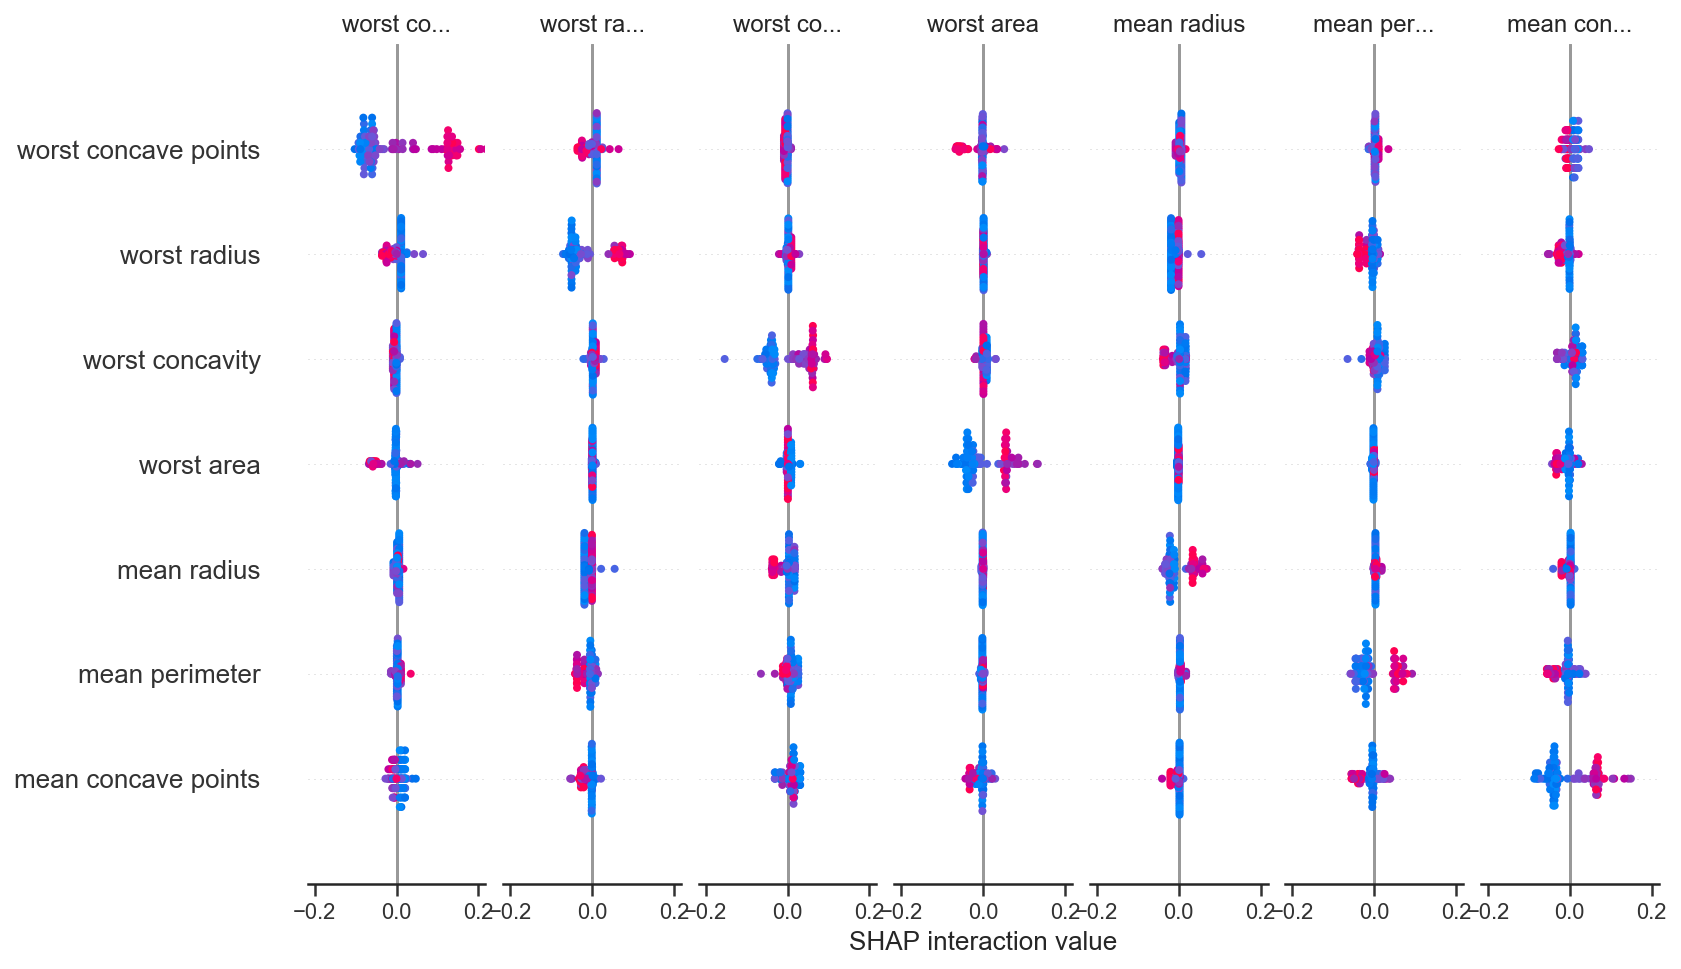 worst co... worst ra... worst co... worst area mean radius mean per... mean con...
worst concave points
worst radius
worst concavity
worst area
mean radius
mean perimeter
mean concave points
−0.2 0.0 0.2 −0.2 0.0 0.2 −0.2 0.0 0.2 −0.2 0.0 0.2 −0.2 0.0 0.2 −0.2 0.0 0.2 −0.2 0.0 0.2
SHAP interaction value